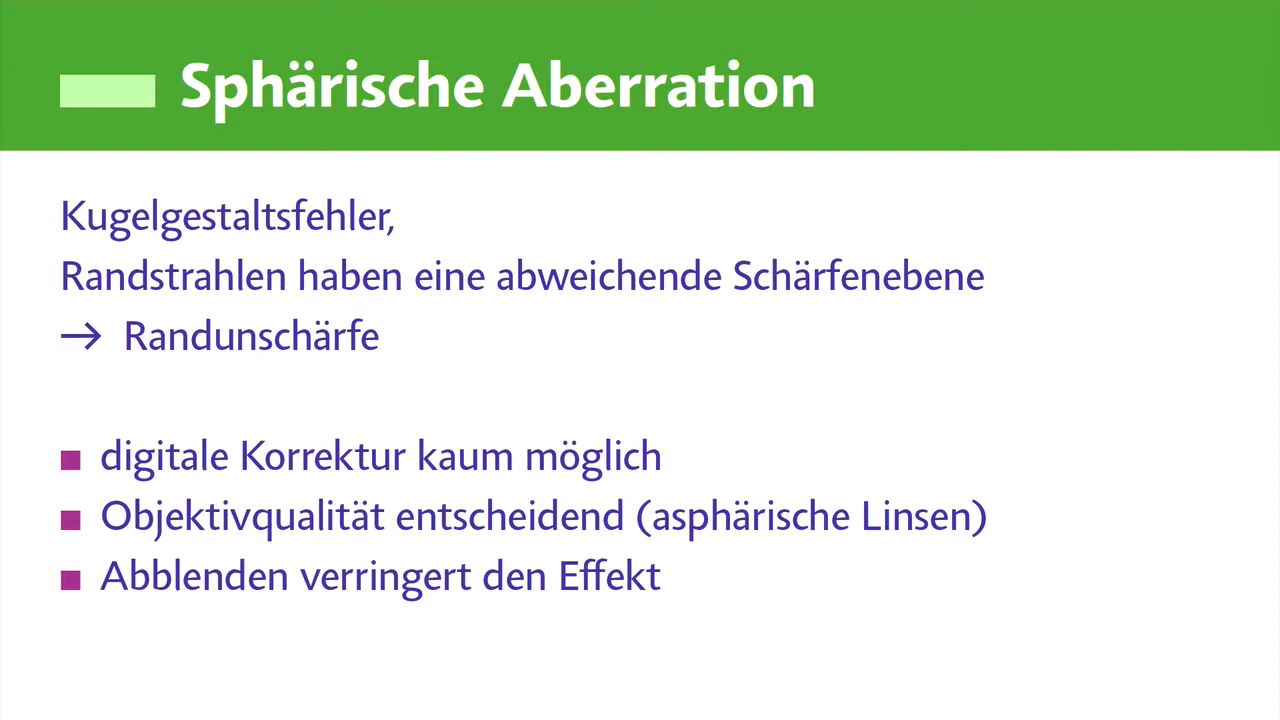 Sphärische Aberration
Kugelgestaltsfehler,
Randstrahlen haben eine abweichende Schärfenebene
→ Randunschärfe
■ digitale Korrektur kaum möglich
■ Objektivqualität entscheidend (asphärische Linsen)
■ Abblenden verringert den Effekt